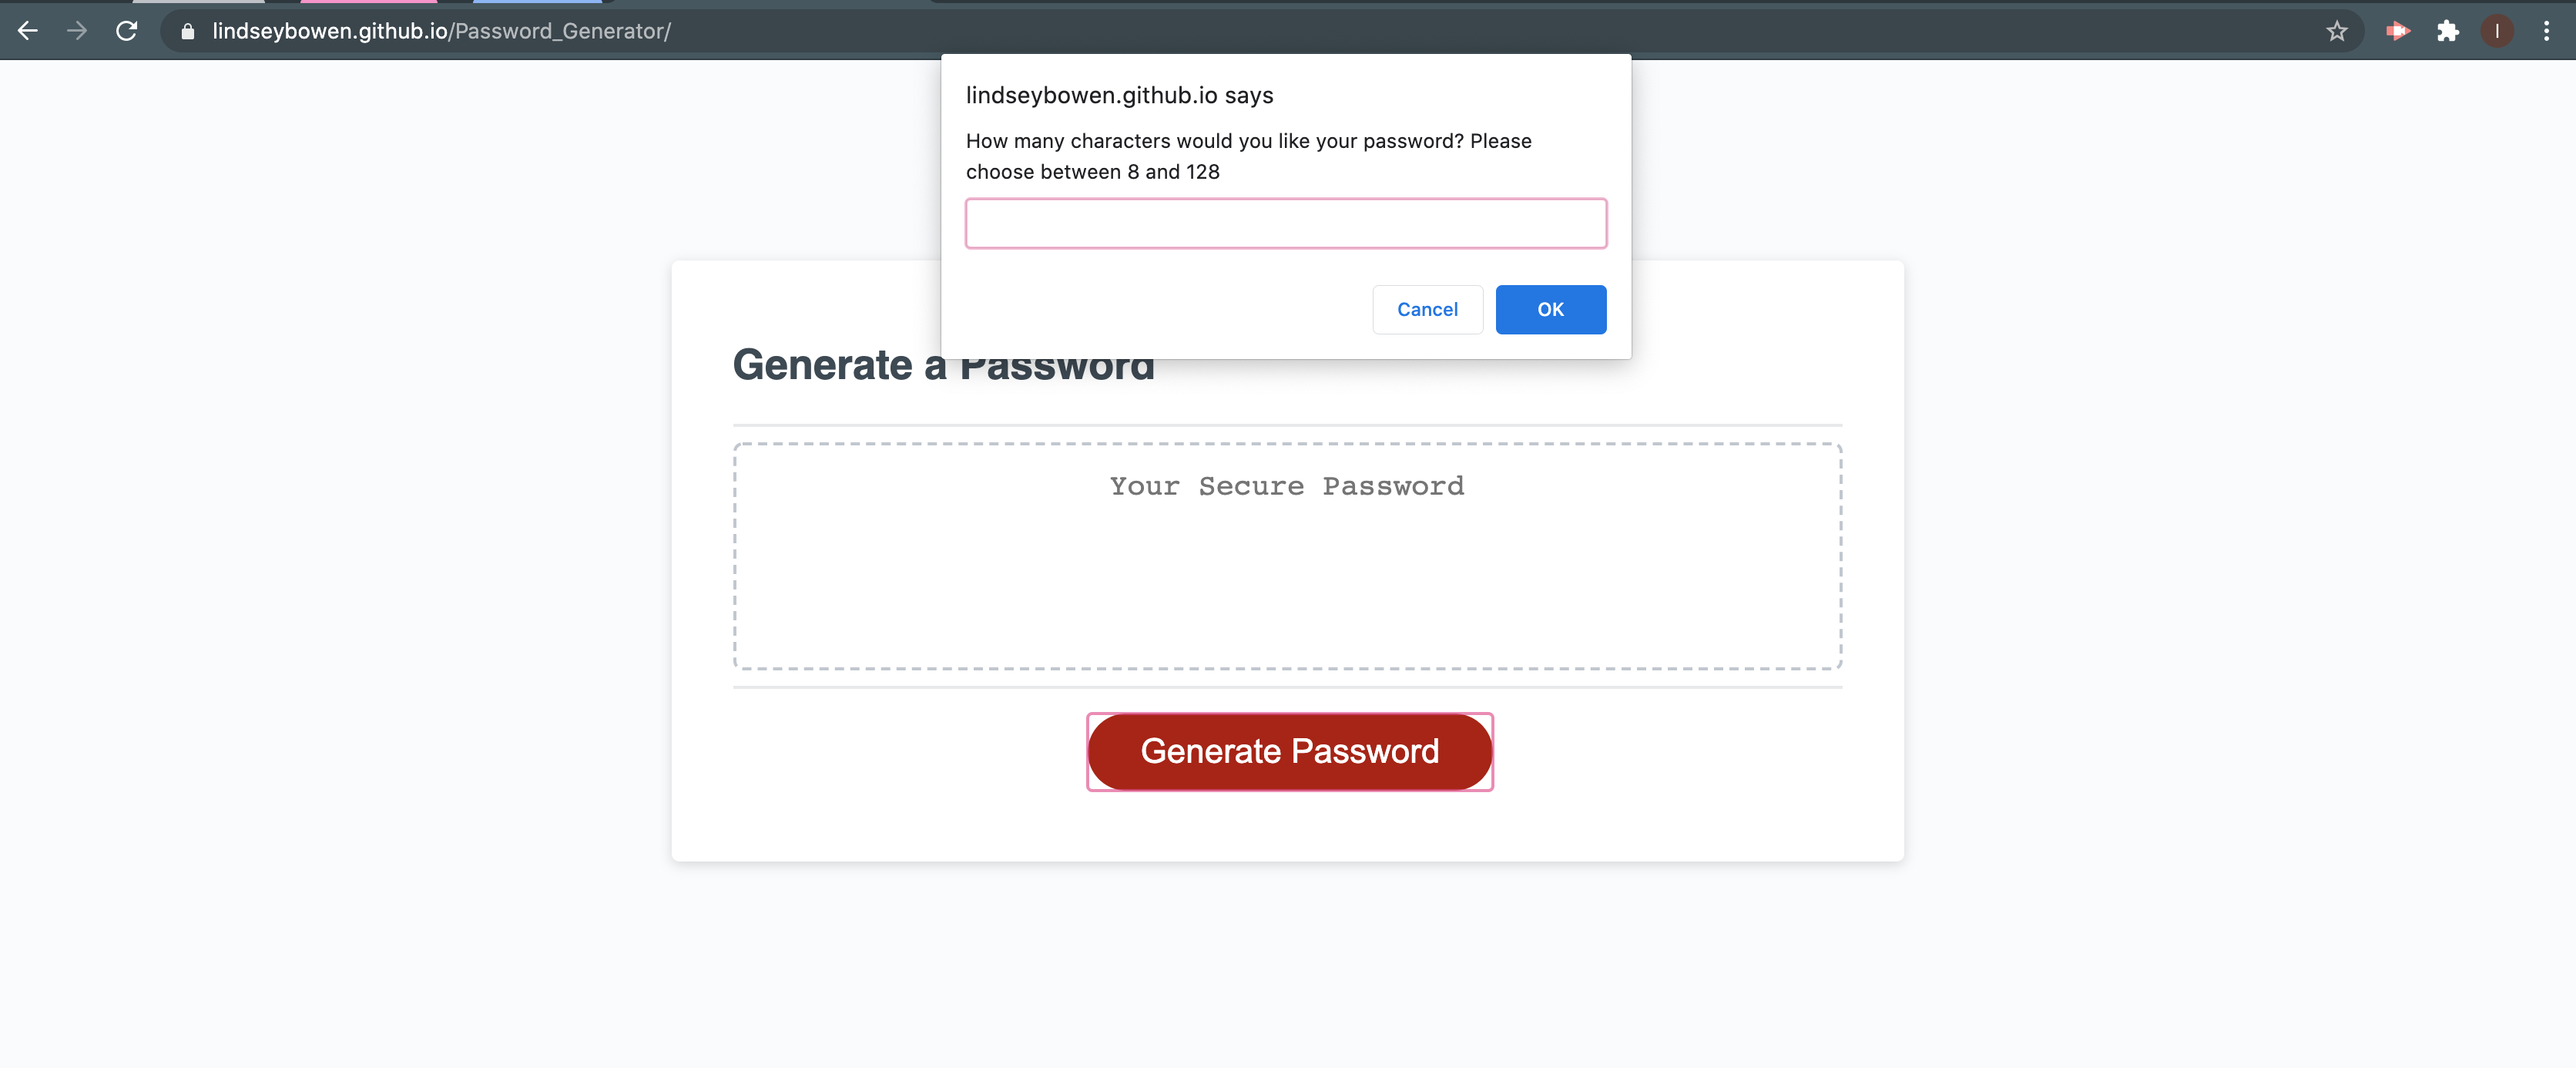 lindseybowen.github.io/Password_Generator/
I
lindseybowen.github.io says
How many characters would you like your password? Please
choose between 8 and 128
Cancel
OK
Generate a Password
Your Secure Password
Generate Password